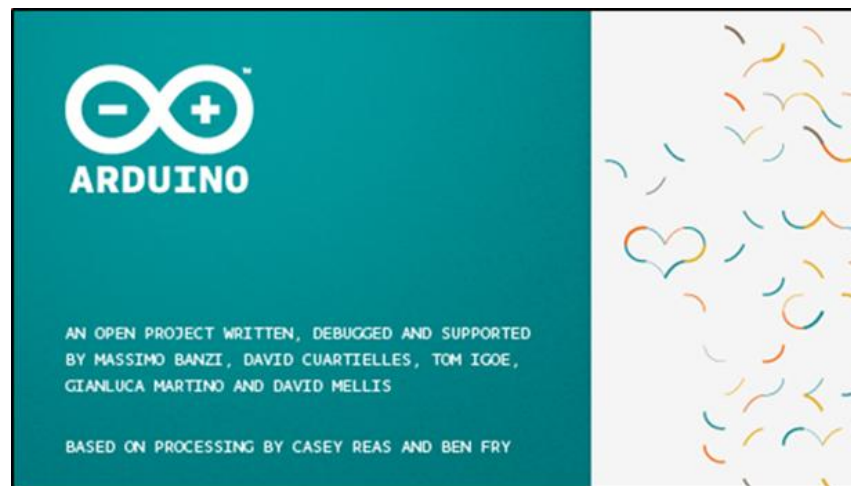 ARDUINO
AN OPEN PROJECT WRITTEN, DEBUGGED AND SUPPORTED
BY MASSIMO BANZI, DAVID CUARTIELLES, TOM IGOE,
GIANLUCA MARTINO AND DAVID MELLIS
BASED ON PROCESSING BY CASEY REAS AND BEN FRY